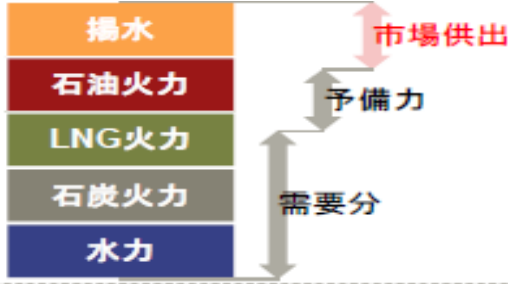 揚水
市場供出
石油火力
予備力
LNG火力
石炭火力
需要分
水力